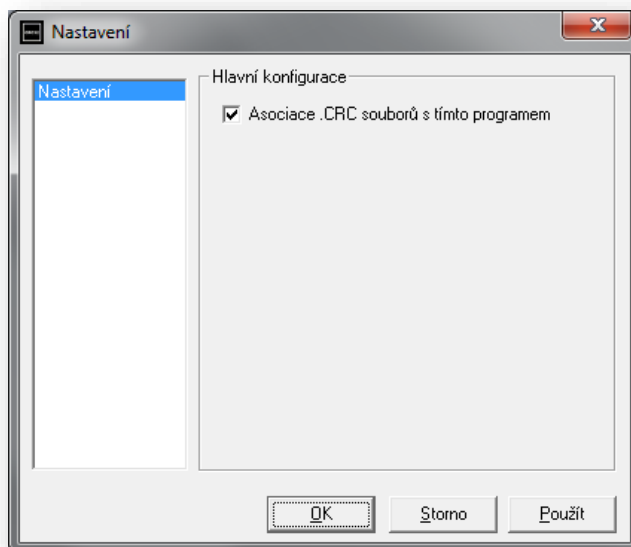 Nastavení
Nastavení
Hlavní konfigurace
Asociace .CRC souborů s tímto programem
OK
Storno
Použít